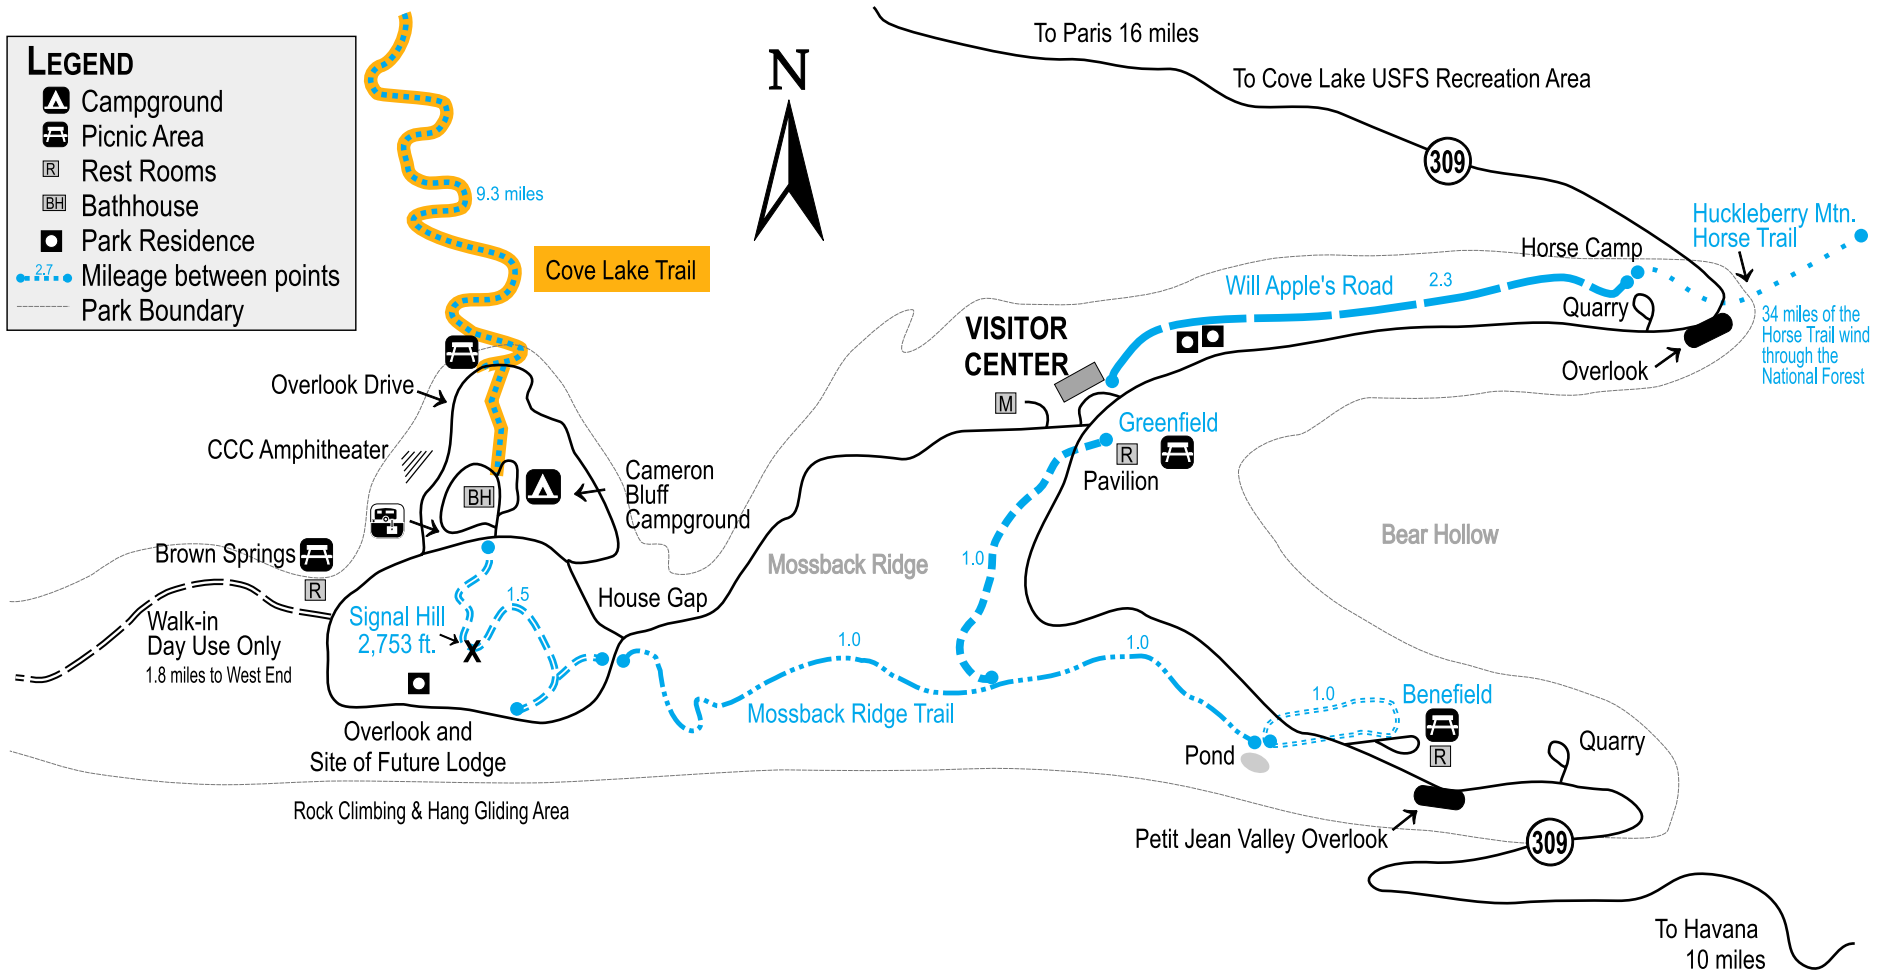 LEGEND
Campground
Picnic Area
R Rest Rooms
BH Bathhouse
Park Residence
2.7 Mileage between points
Park Boundary
N
To Paris 16 miles
To Cove Lake USFS Recreation Area
309
9.3 miles
Cove Lake Trail
Huckleberry Mtn.
Horse Trail
Horse Camp
Will Apple's Road
2.3
Quarry
34 miles of the
Horse Trail wind
through the
National Forest
Overlook
VISITOR
CENTER
M
Greenfield
R
Pavilion
Overlook Drive
CCC Amphitheater
BH
Cameron
Bluff
Campground
Brown Springs
R
Bear Hollow
Mossback Ridge
1.0
House Gap
Walk-in
Day Use Only
1.8 miles to West End
Signal Hill
2,753 ft.
X
1.5
1.0
1.0
Mossback Ridge Trail
Overlook and
Site of Future Lodge
Rock Climbing & Hang Gliding Area
1.0
Benefield
R
Pond
Quarry
Petit Jean Valley Overlook
309
To Havana
10 miles